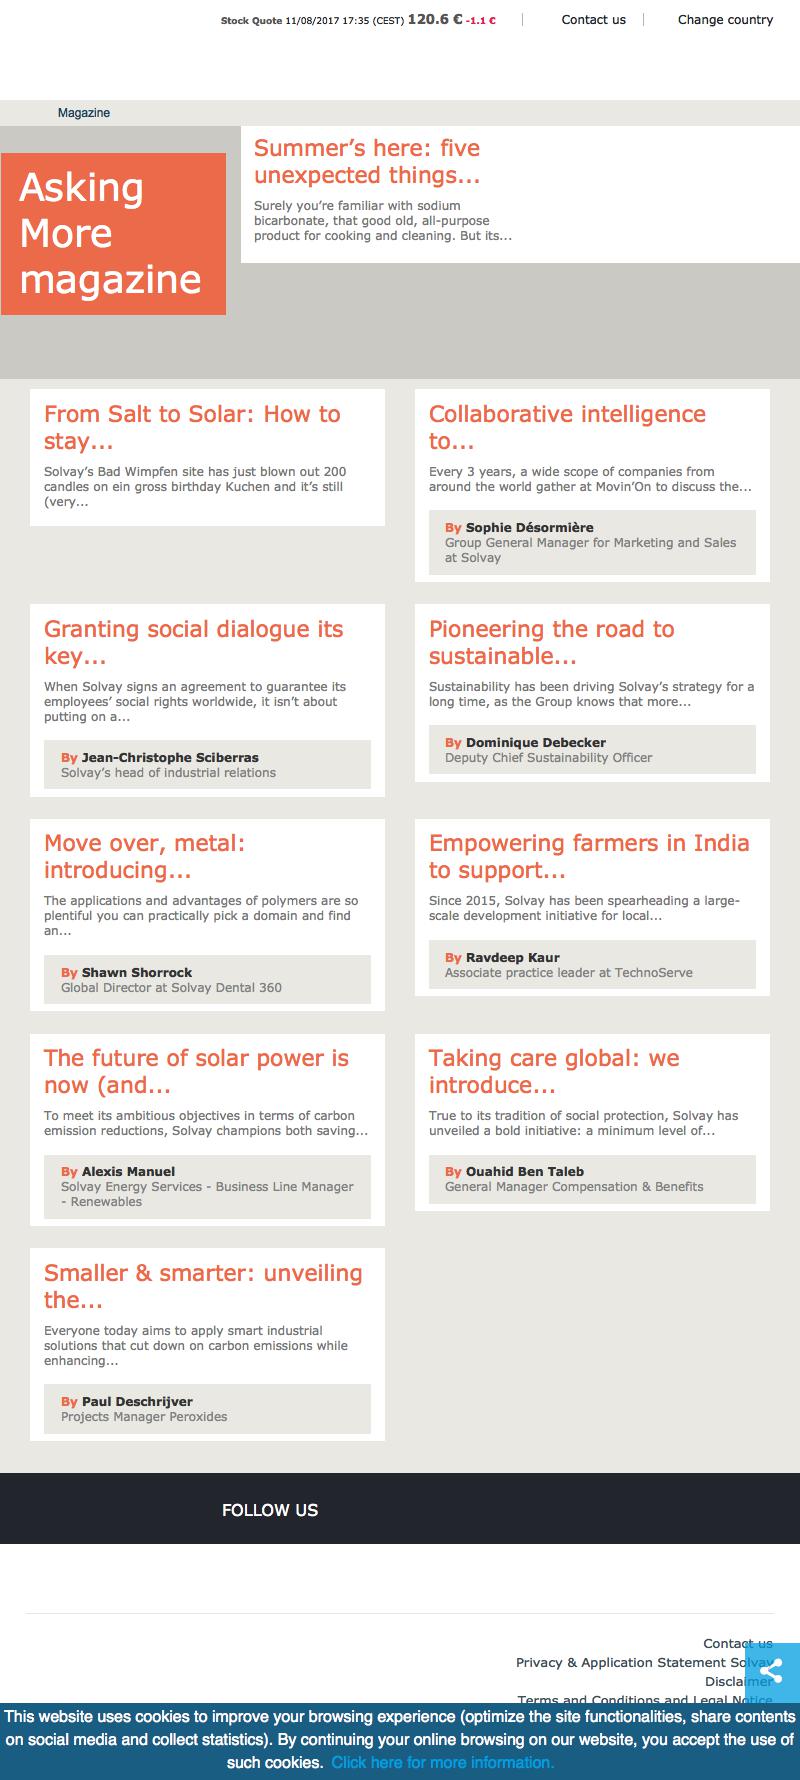 Stock Quote 11/08/2017 17:35 (CEST) 120.6 € -1.1 €
Contact us
Change country
Magazine
Asking
More
magazine
Summer’s here: five
unexpected things...
Surely you’re familiar with sodium
bicarbonate, that good old, all-purpose
product for cooking and cleaning. But its...
From Salt to Solar: How to
stay...
Solvay’s Bad Wimpfen site has just blown out 200
candles on ein gross birthday Kuchen and it’s still
(very...
Collaborative intelligence
to...
Every 3 years, a wide scope of companies from
around the world gather at Movin’On to discuss the...
By Sophie Désormière
Group General Manager for Marketing and Sales
at Solvay
Granting social dialogue its
key...
When Solvay signs an agreement to guarantee its
employees’ social rights worldwide, it isn’t about
putting on a...
By Jean-Christophe Sciberras
Solvay’s head of industrial relations
Pioneering the road to
sustainable...
Sustainability has been driving Solvay’s strategy for a
long time, as the Group knows that more...
By Dominique Debecker
Deputy Chief Sustainability Officer
Move over, metal:
introducing...
The applications and advantages of polymers are so
plentiful you can practically pick a domain and find
an...
By Shawn Shorrock
Global Director at Solvay Dental 360
Empowering farmers in India
to support...
Since 2015, Solvay has been spearheading a large-
scale development initiative for local...
By Ravdeep Kaur
Associate practice leader at TechnoServe
The future of solar power is
now (and...
To meet its ambitious objectives in terms of carbon
emission reductions, Solvay champions both saving...
By Alexis Manuel
Solvay Energy Services - Business Line Manager
- Renewables
Taking care global: we
introduce...
True to its tradition of social protection, Solvay has
unveiled a bold initiative: a minimum level of...
By Ouahid Ben Taleb
General Manager Compensation & Benefits
Smaller & smarter: unveiling
the...
Everyone today aims to apply smart industrial
solutions that cut down on carbon emissions while
enhancing...
By Paul Deschrijver
Projects Manager Peroxides
FOLLOW US
Contact us
Privacy & Application Statement Solvay
Disclaimer
Terms and Conditions and Legal Notice
This website uses cookies to improve your browsing experience (optimize the site functionalities, share contents
on social media and collect statistics). By continuing your online browsing on our website, you accept the use of
such cookies. Click here for more information.